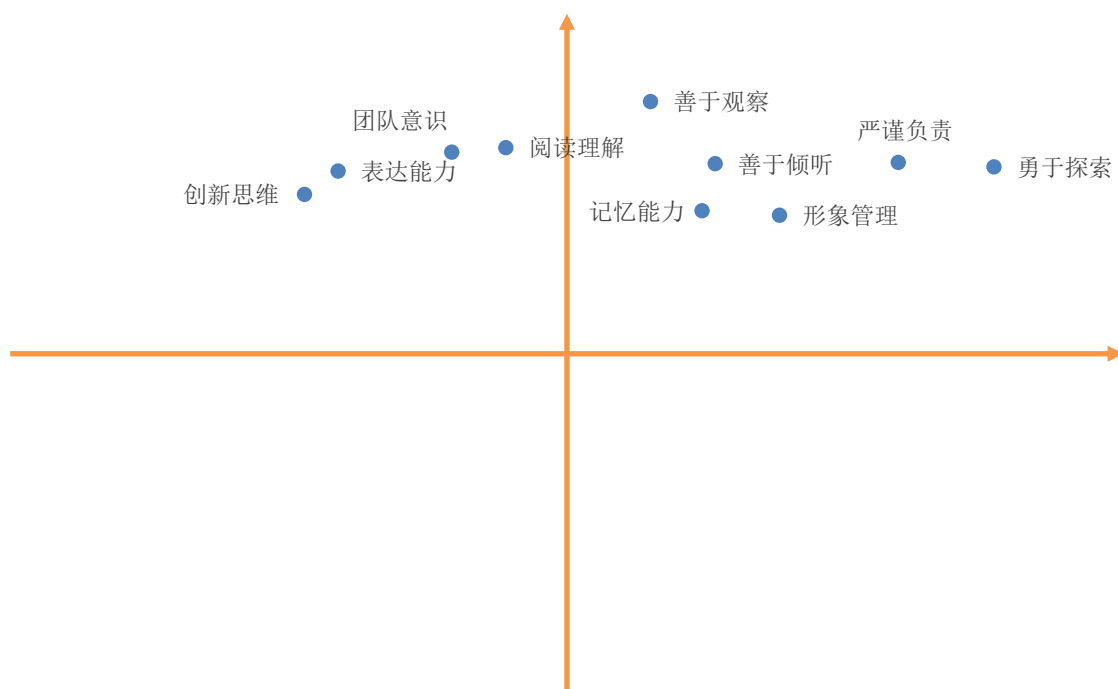 善于观察
团队意识
严谨负责
阅读理解
善于倾听
勇于探索
表达能力
创新思维
记忆能力
形象管理